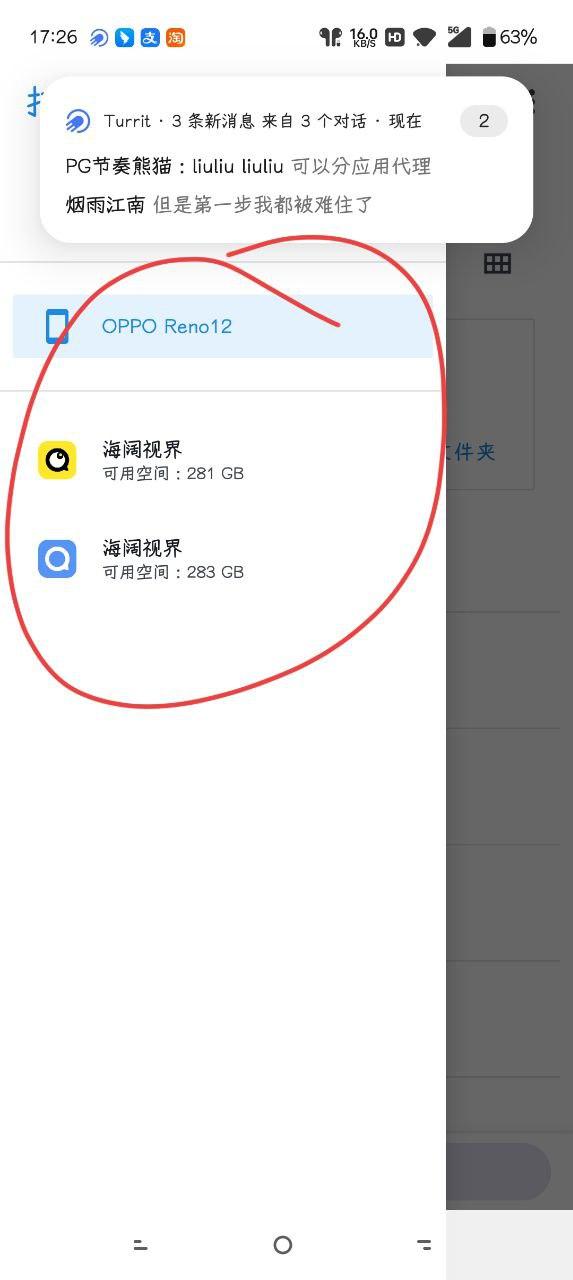 17:26 支 淘 16.0 KB/S HD 5G 63%
Turrit · 3 条新消息 来自 3 个对话 · 现在 2
PG节奏熊猫：liuliu liuliu 可以分应用代理
烟雨江南 但是第一步我都被难住了
OPPO Reno12
海阔视界
可用空间：281 GB
文件夹
海阔视界
可用空间：283 GB